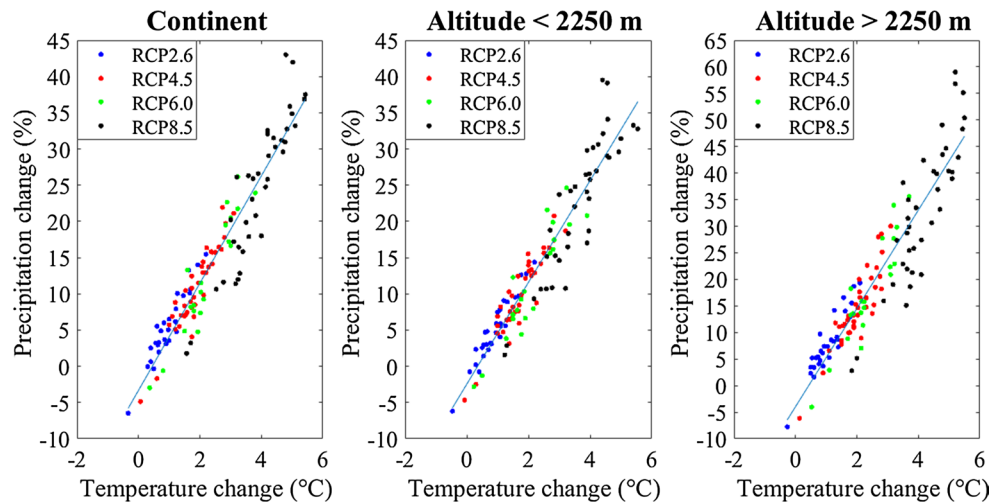 Continent
Precipitation change (%)
45
40
35
30
25
20
15
10
5
0
-5
-10
RCP2.6
RCP4.5
RCP6.0
RCP8.5
-2 0 2 4 6
Temperature change (°C)
Altitude < 2250 m
Precipitation change (%)
45
40
35
30
25
20
15
10
5
0
-5
-10
RCP2.6
RCP4.5
RCP6.0
RCP8.5
-2 0 2 4 6
Temperature change (°C)
Altitude > 2250 m
Precipitation change (%)
65
60
55
50
45
40
35
30
25
20
15
10
5
0
-5
-10
RCP2.6
RCP4.5
RCP6.0
RCP8.5
-2 0 2 4 6
Temperature change (°C)